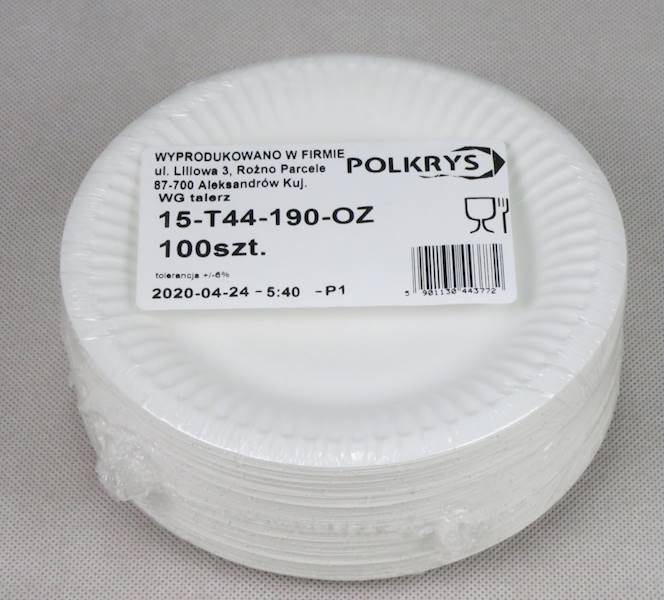 WYPRODUKOWANO W FIRMIE
POLKRYS
ul. Liliowa 3, Rożno Parcele
87-700 Aleksandrów Kuj.
WG talerz
15-T44-190-OZ
100szt.
tolerancja +/-6%
2020-04-24 - 5:40 - P1
5 901130 443772